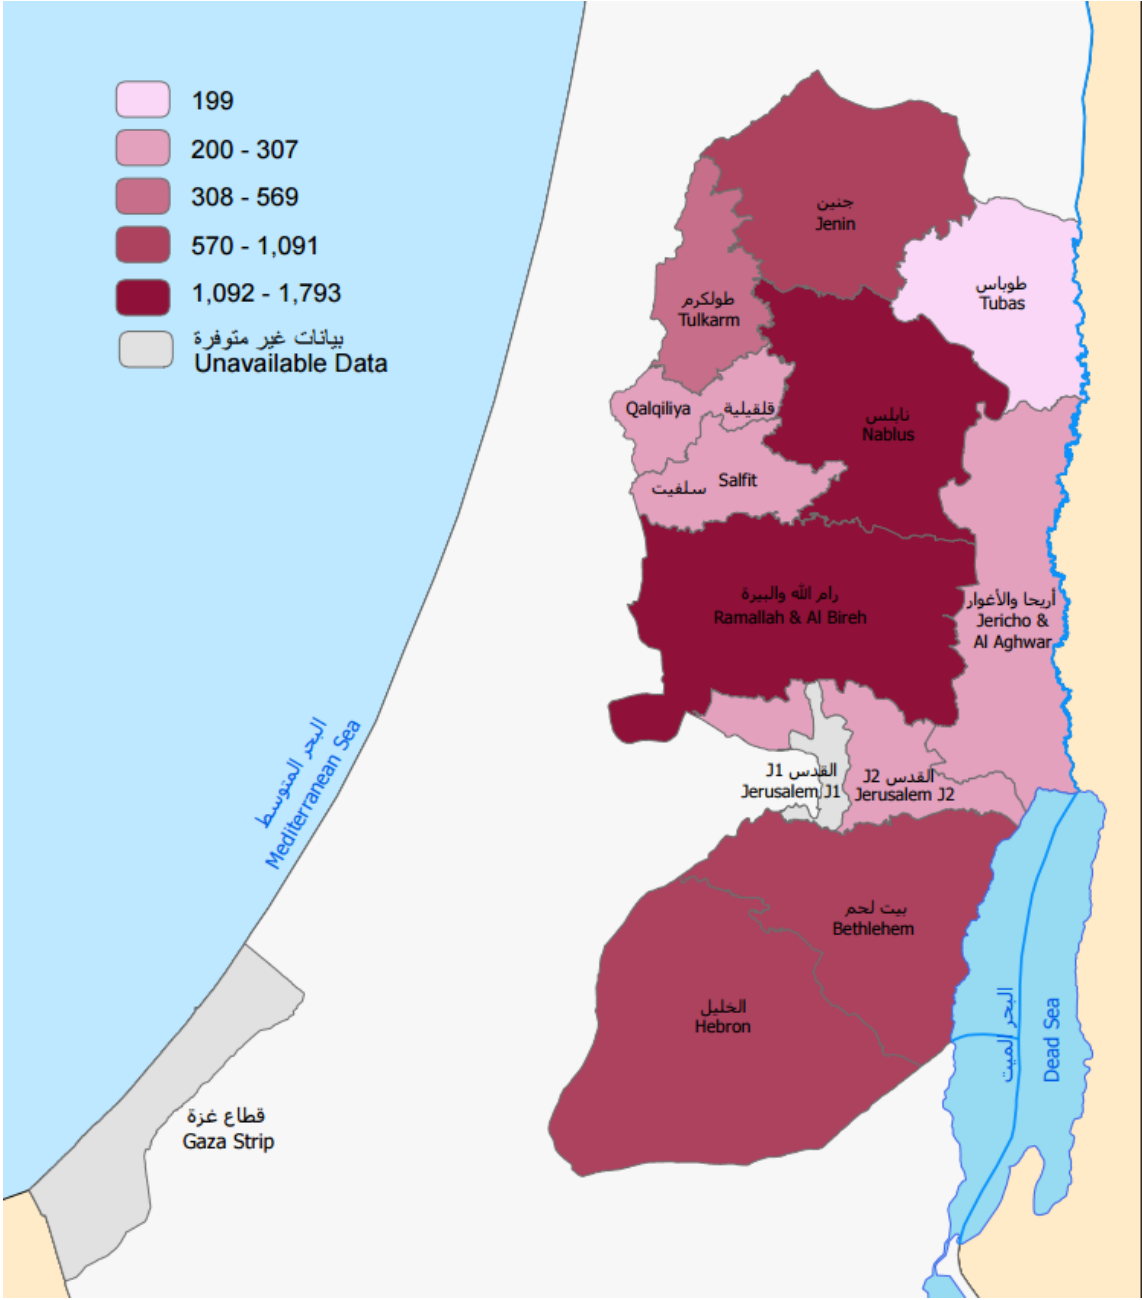 199
200 - 307
308 - 569
570 - 1,091
1,092 - 1,793
بيانات غير متوفرة
Unavailable Data
جنين
Jenin
طوباس
Tubas
طولكرم
Tulkarm
Qalqiliya قلقيلية
نابلس
Nablus
سلفيت Salfit
رام الله والبيرة
Ramallah & Al Bireh
أريحا والأغوار
Jericho &
Al Aghwar
القدس J1
Jerusalem J1
القدس J2
Jerusalem J2
البحر المتوسط
Mediterranean Sea
بيت لحم
Bethlehem
الخليل
Hebron
البحر الميت
Dead Sea
قطاع غزة
Gaza Strip